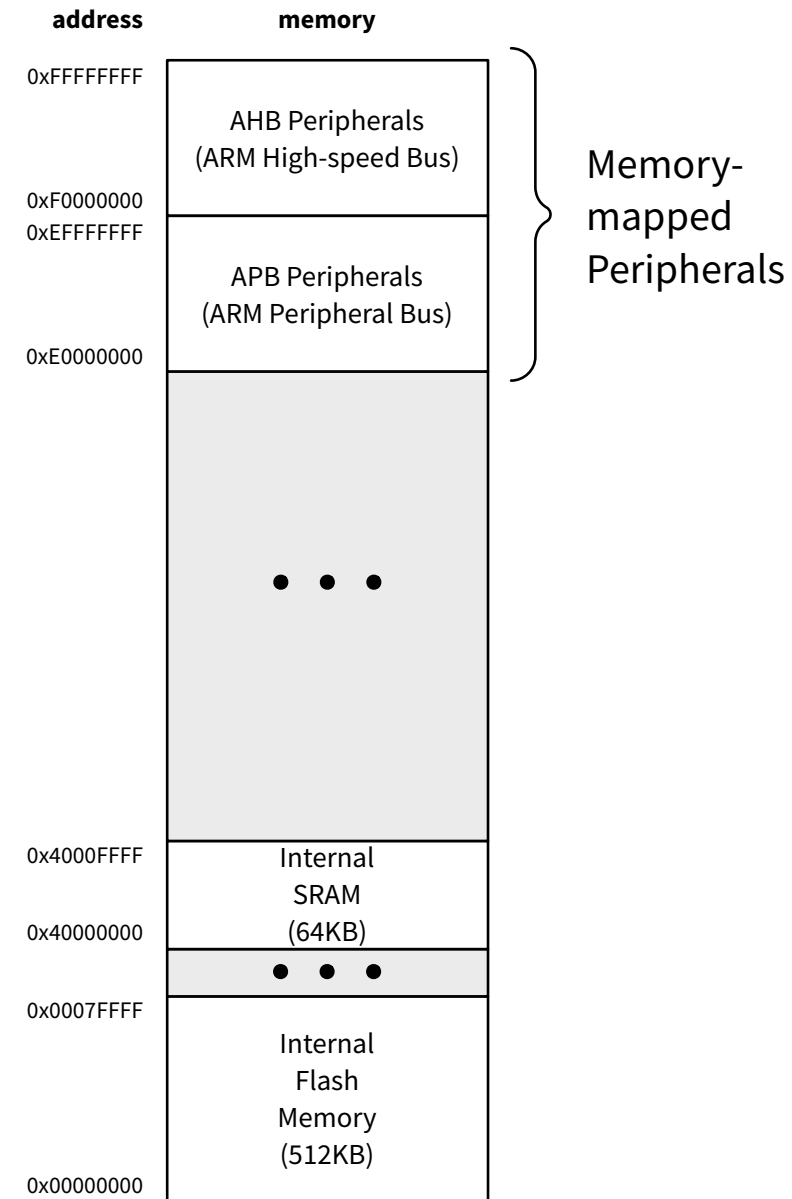 address memory
0xFFFFFFFF
AHB Peripherals
(ARM High-speed Bus)
0xF0000000
Memory-
mapped
Peripherals
0xEFFFFFFF
APB Peripherals
(ARM Peripheral Bus)
0xE0000000
0x4000FFFF
Internal
SRAM
(64KB)
0x40000000
0x0007FFFF
Internal
Flash
Memory
(512KB)
0x00000000